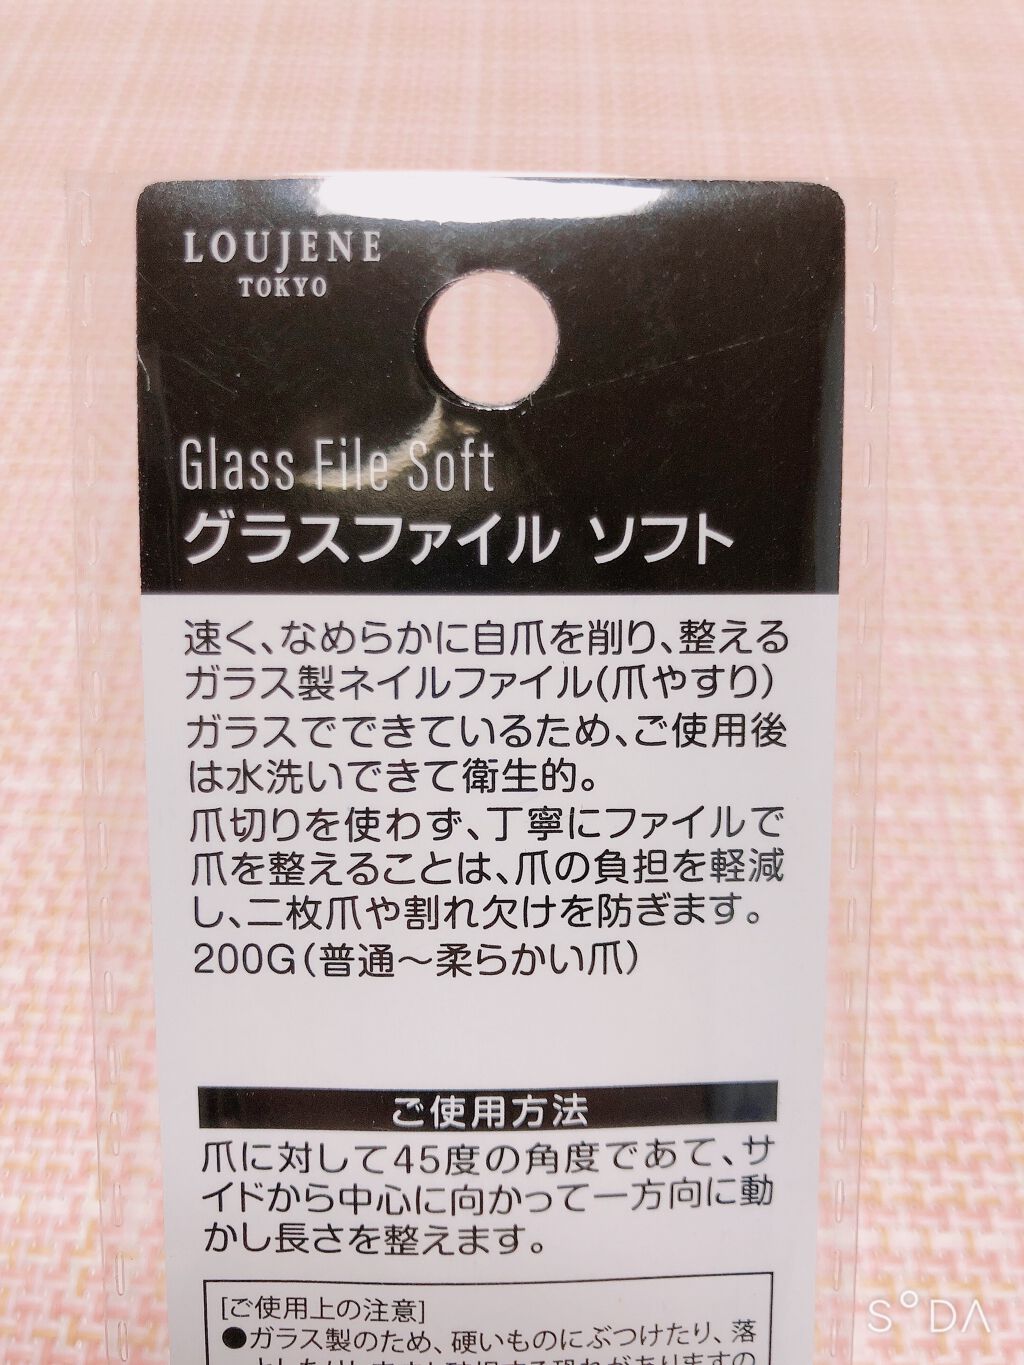 LOUJENE
TOKYO
Glass File Soft
グラスファイル ソフト
速く、なめらかに自爪を削り、整える
ガラス製ネイルファイル(爪やすり)
ガラスでできているため、ご使用後
は水洗いできて衛生的。
爪切りを使わず、丁寧にファイルで
爪を整えることは、爪の負担を軽減
し、二枚爪や割れ欠けを防ぎます。
200G(普通〜柔らかい爪)
ご使用方法
爪に対して45度の角度であて、サ
イドから中心に向かって一方向に動
かし長さを整えます。
[ご使用上の注意]
●ガラス製のため、硬いものにぶつけたり、落
SODA